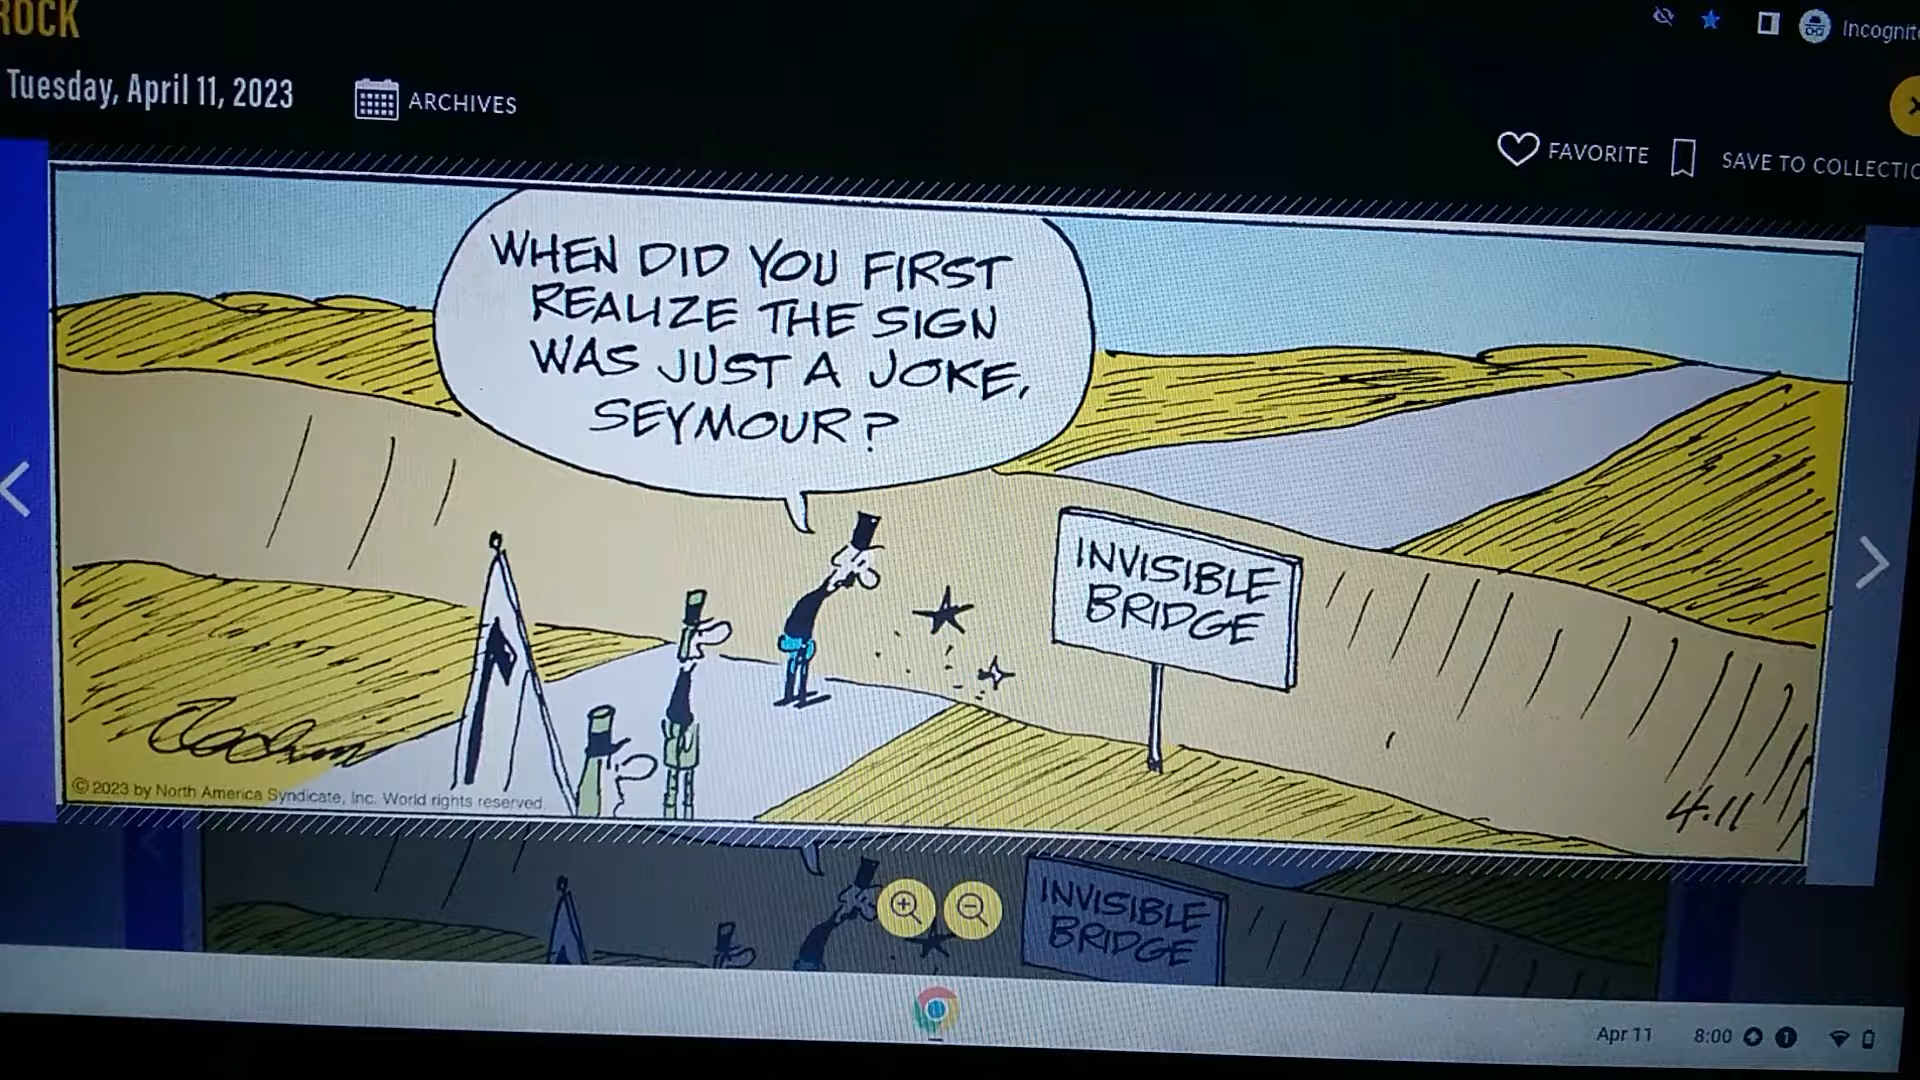 ROCK
Incognit
Tuesday, April 11, 2023
ARCHIVES
FAVORITE
SAVE TO COLLECTIO
WHEN DID YOU FIRST
REALIZE THE SIGN
WAS JUST A JOKE,
SEYMOUR?
INVISIBLE
BRIDGE
© 2023 by North America Syndicate, Inc. World rights reserved.
4.11
INVISIBLE
BRIDGE
Apr 11
8:00
1